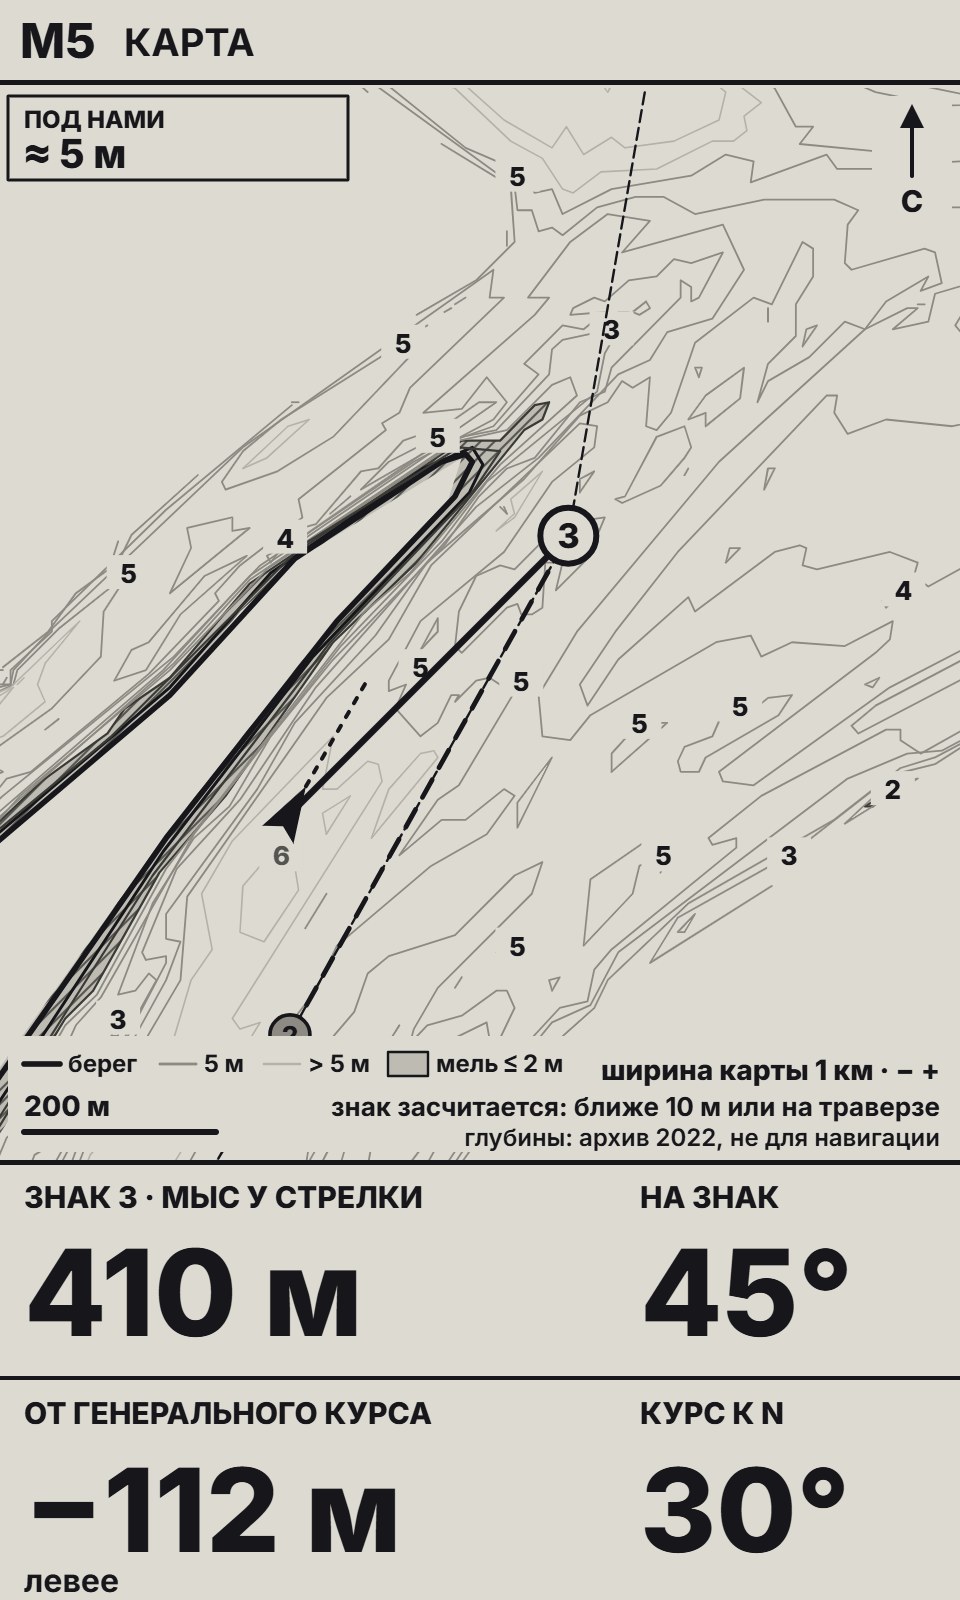 M5 КАРТА
ПОД НАМИ
≈ 5 м
С
5
3
5
5
4
5
3
4
5
5
5
5
2
6
5
3
5
3
2
берег 5 м > 5 м мель ≤ 2 м
ширина карты 1 км · − +
200 м
знак засчитается: ближе 10 м или на траверзе
глубины: архив 2022, не для навигации
ЗНАК 3 · МЫС У СТРЕЛКИ
НА ЗНАК
410 м
45°
ОТ ГЕНЕРАЛЬНОГО КУРСА
КУРС К N
−112 м
30°
левее